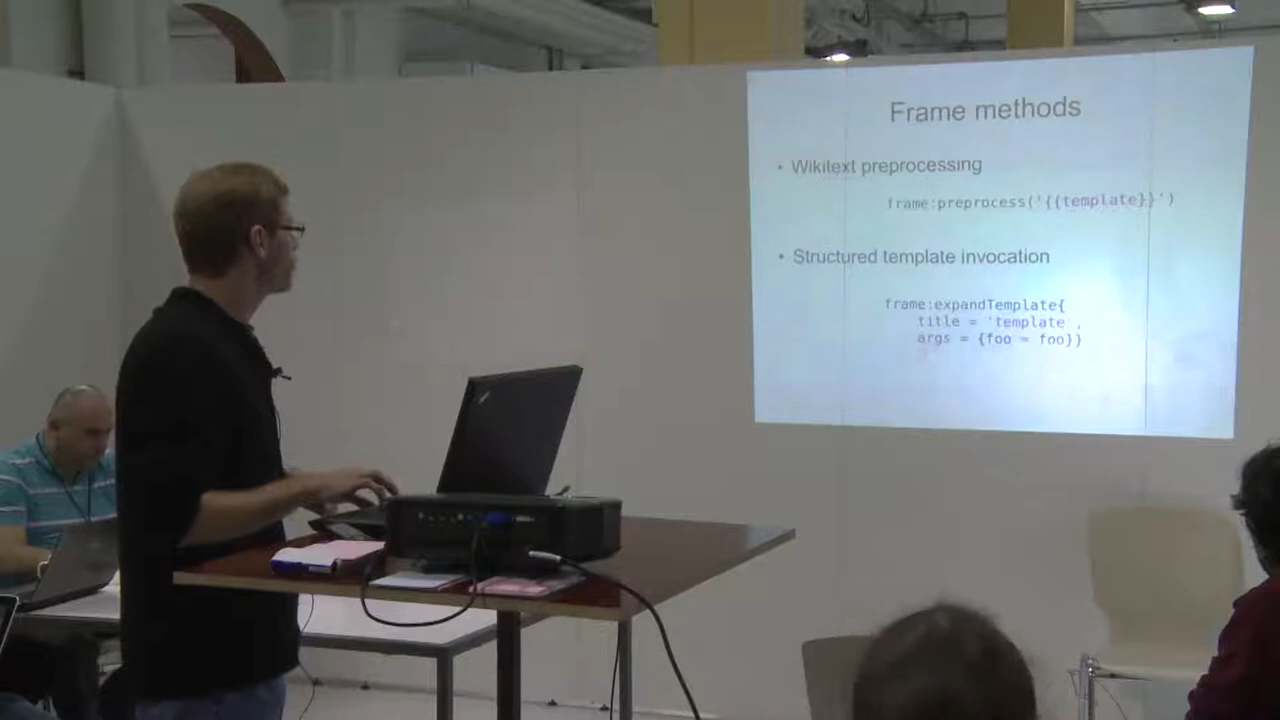 Frame methods
• Wikitext preprocessing
frame:preprocess('{{template}}')
• Structured template invocation
frame:expandTemplate{
title = 'template',
args = {foo = foo}}